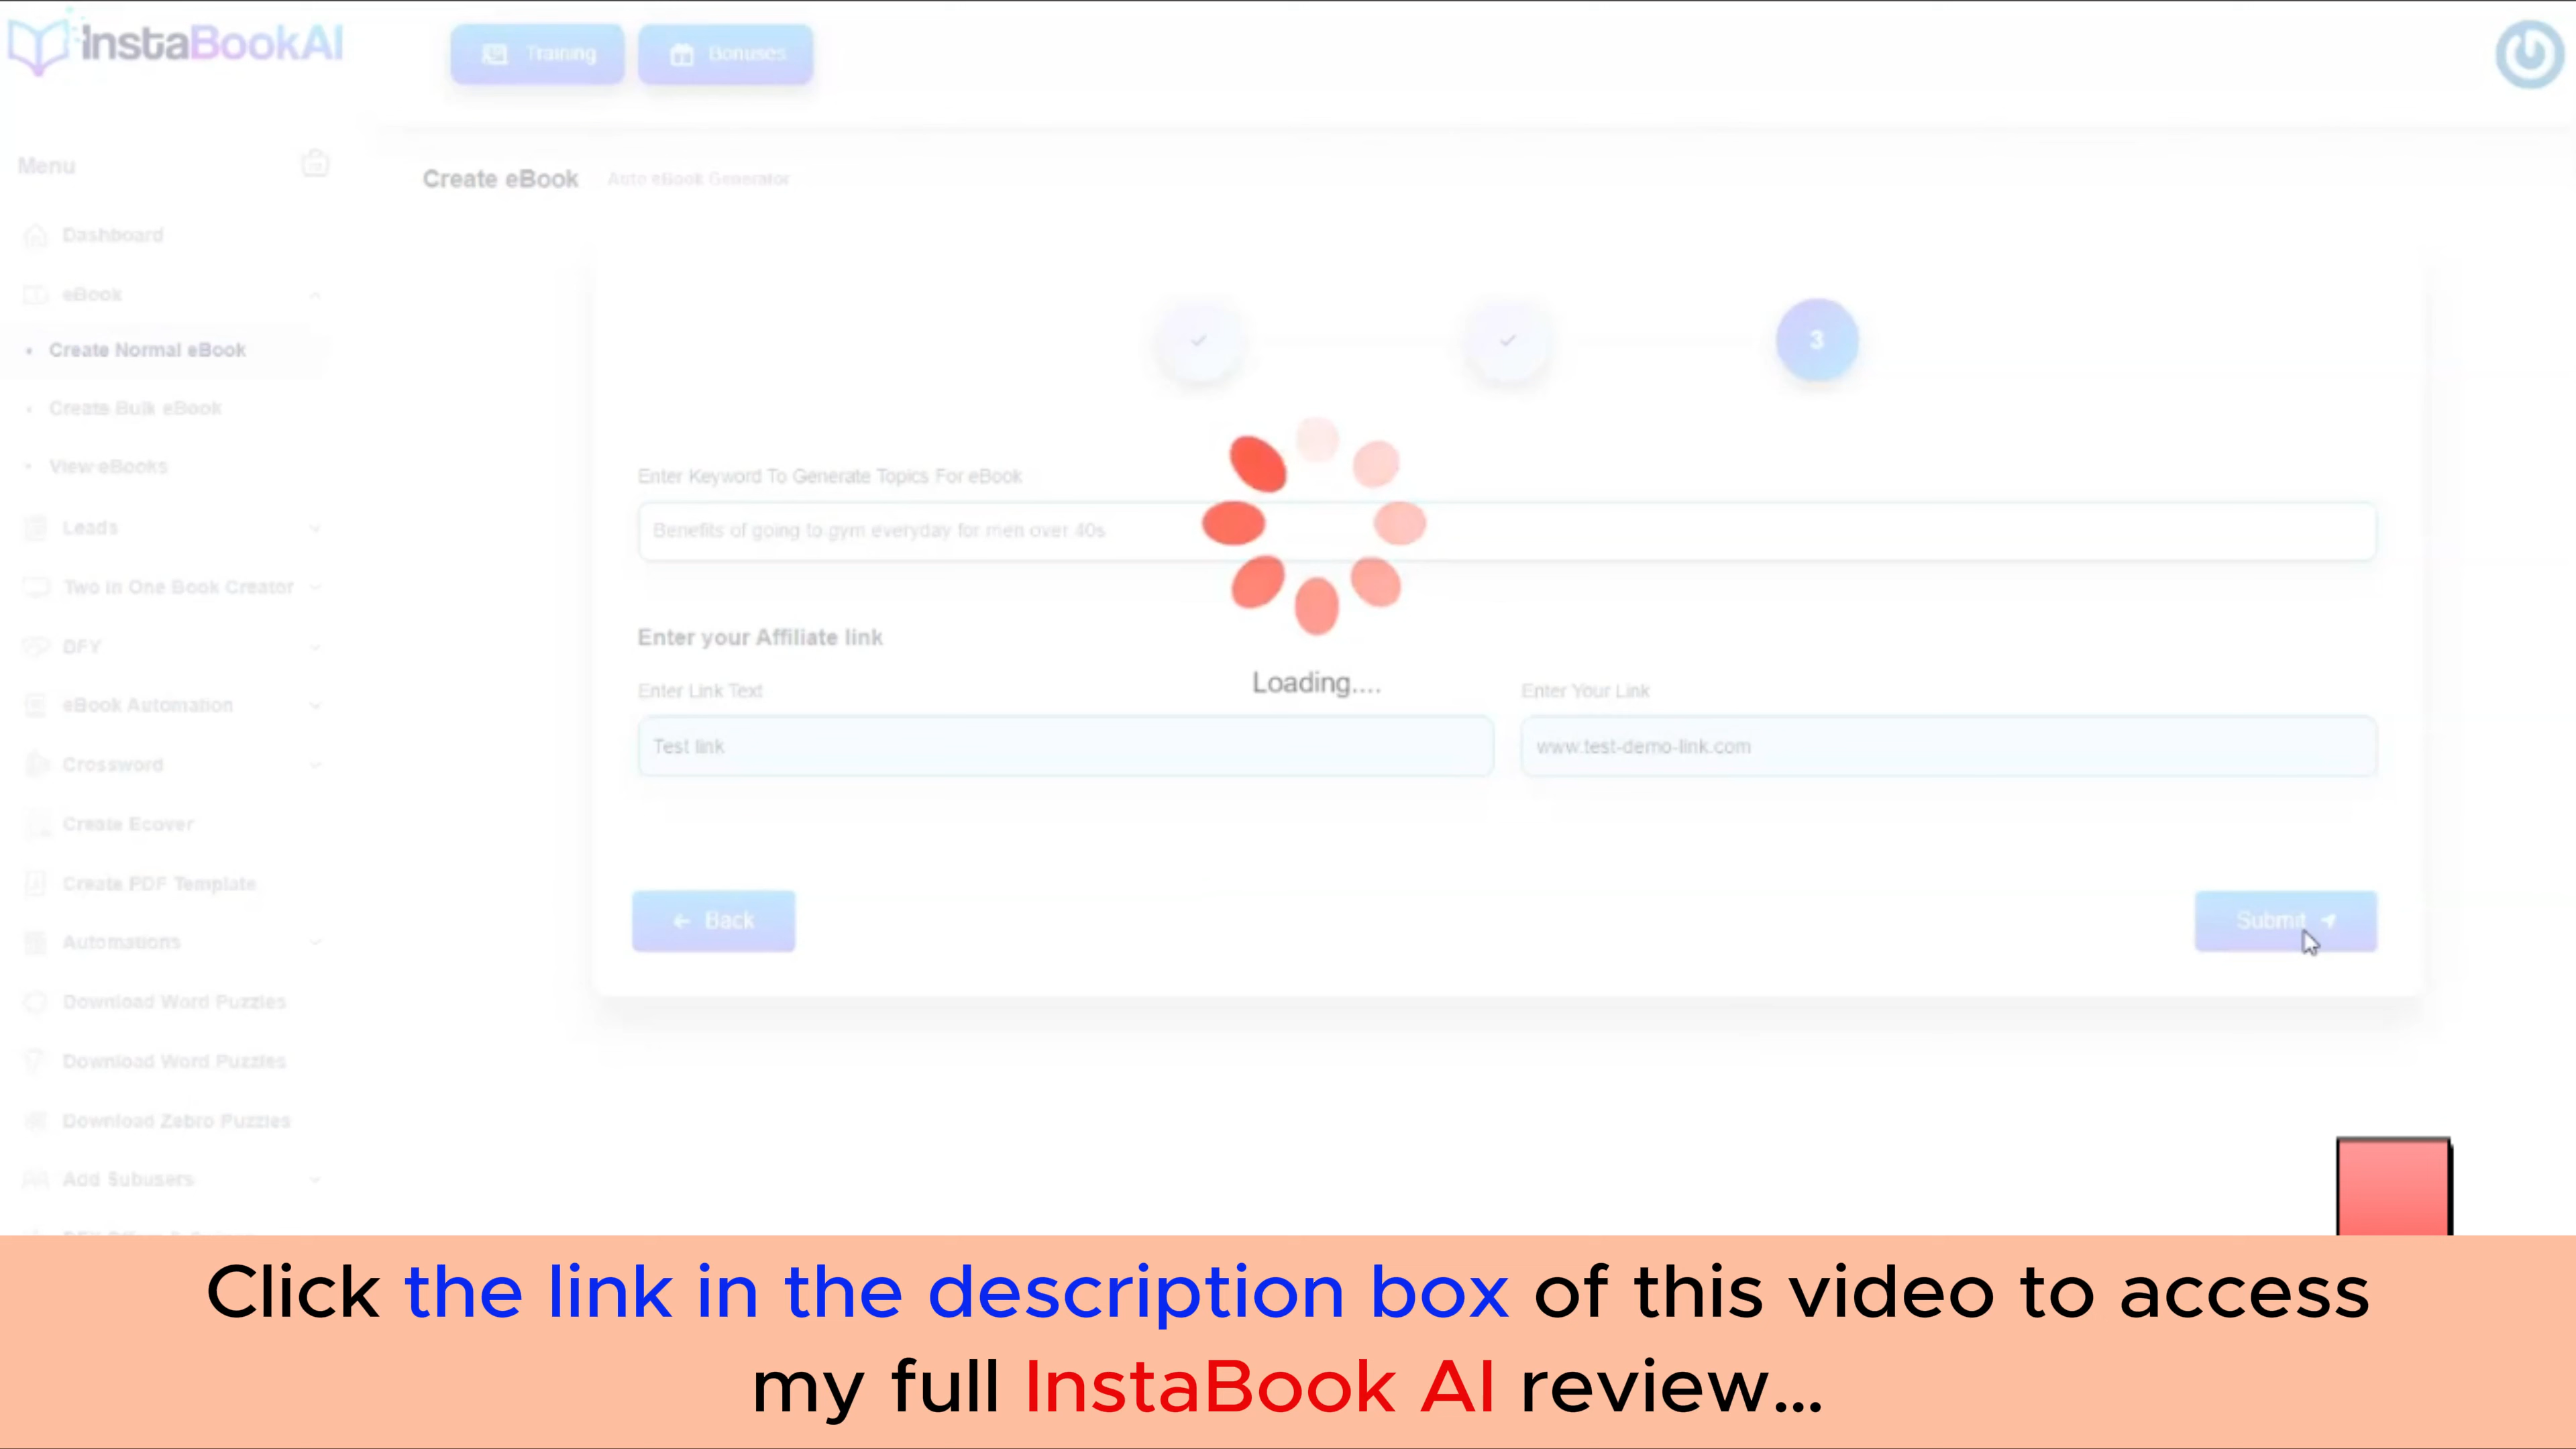 InstaBookAI
Training
Bonuses
Menu
Create eBook
Auto eBook Generator
Dashboard
eBook
Create Normal eBook
Create Bulk eBook
View eBooks
Leads
Two In One Book Creator
DFY
eBook Automation
Crossword
Create Ecover
Create PDF Template
Automations
Download Word Puzzles
Download Word Puzzles
Download Zebro Puzzles
Add Subusers
3
Enter Keyword To Generate Topics For eBook
Benefits of going to gym everyday for men over 40s
Enter your Affiliate link
Loading....
Enter Link Text
Enter Your Link
Test link
www.test-demo-link.com
Back
Submit
Click the link in the description box of this video to access
my full InstaBook AI review...